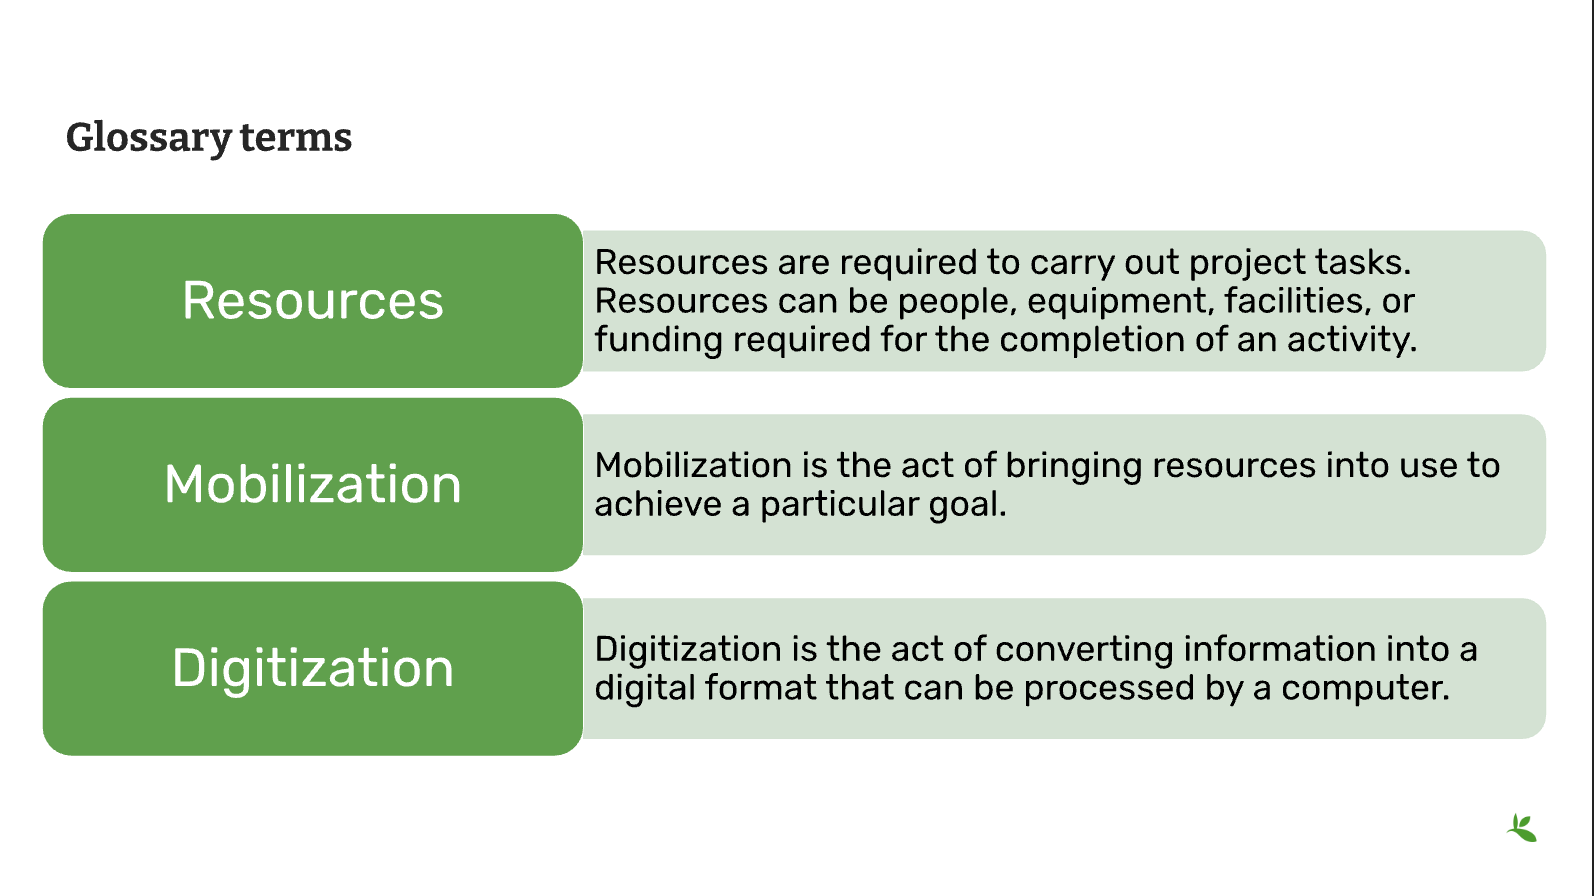 Glossary terms
Resources
Resources are required to carry out project tasks.
Resources can be people, equipment, facilities, or
funding required for the completion of an activity.
Mobilization
Mobilization is the act of bringing resources into use to
achieve a particular goal.
Digitization
Digitization is the act of converting information into a
digital format that can be processed by a computer.